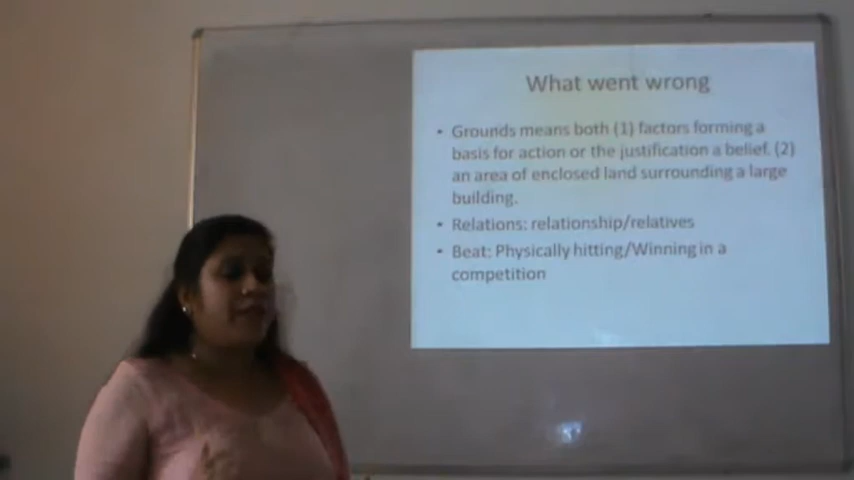 What went wrong
• Grounds means both (1) factors forming a
basis for action or the justification a belief. (2)
an area of enclosed land surrounding a large
building.
• Relations: relationship/relatives
• Beat: Physically hitting/Winning in a
competition